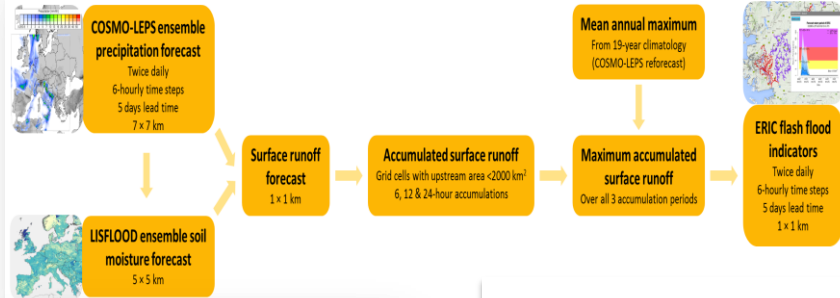 COSMO-LEPS ensemble
precipitation forecast
Twice daily
6-hourly time steps
5 days lead time
7 × 7 km
LISFLOOD ensemble soil
moisture forecast
5 × 5 km
Surface runoff
forecast
1 × 1 km
Accumulated surface runoff
Grid cells with upstream area <2000 km²
6, 12 & 24-hour accumulations
Mean annual maximum
From 19-year climatology
(COSMO-LEPS reforecast)
Maximum accumulated
surface runoff
Over all 3 accumulation periods
ERIC flash flood
indicators
Twice daily
6-hourly time steps
5 days lead time
1 × 1 km